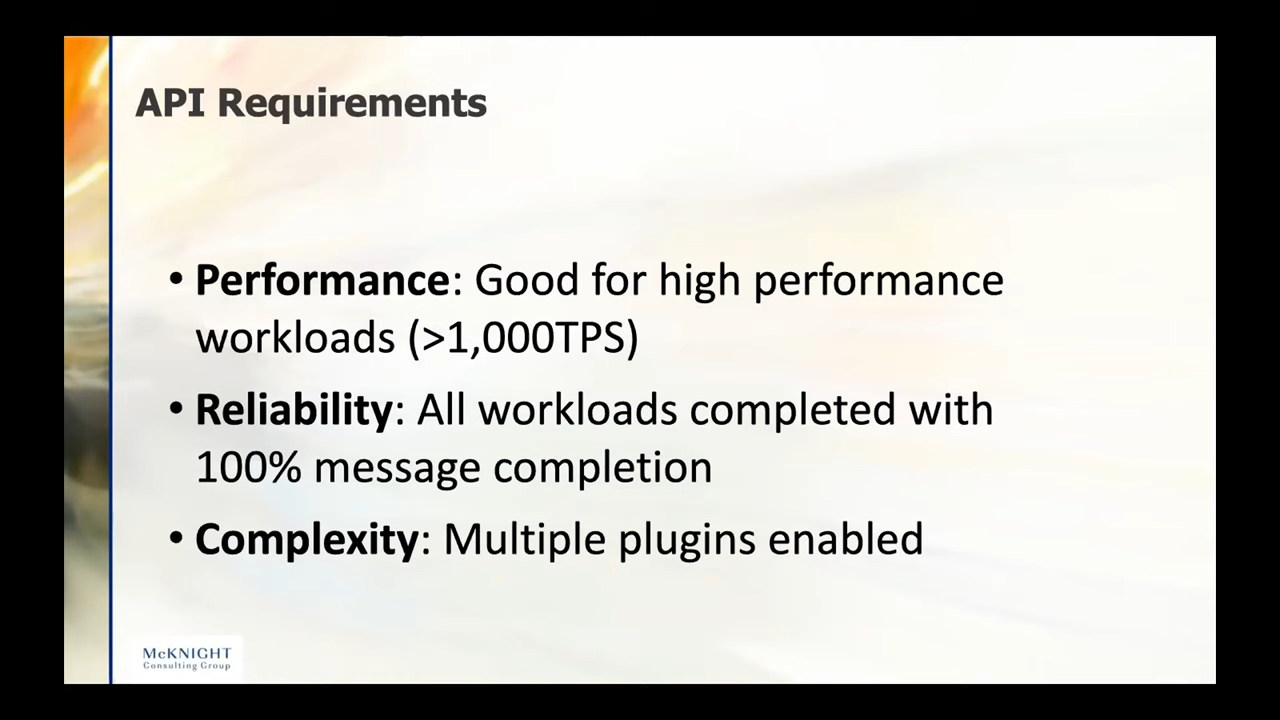 API Requirements
• Performance: Good for high performance
workloads (>1,000TPS)
• Reliability: All workloads completed with
100% message completion
• Complexity: Multiple plugins enabled
McKNIGHT
Consulting Group